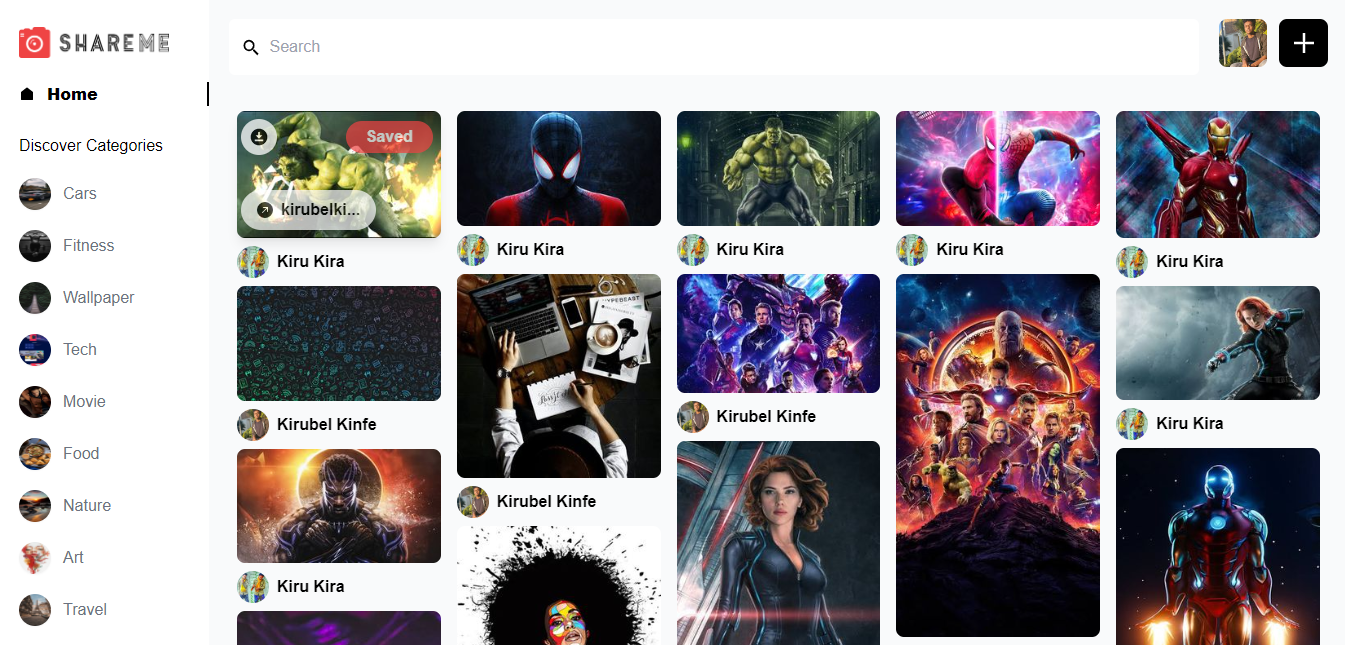 SHAREME
Search
Home
Discover Categories
Cars
Fitness
Wallpaper
Tech
Movie
Food
Nature
Art
Travel
Saved
kirubelki...
Kiru Kira
Kirubel Kinfe
Kiru Kira
Kiru Kira
HYPEBEAST
Kirubel Kinfe
Kiru Kira
Kirubel Kinfe
Kiru Kira
Kiru Kira
Kiru Kira